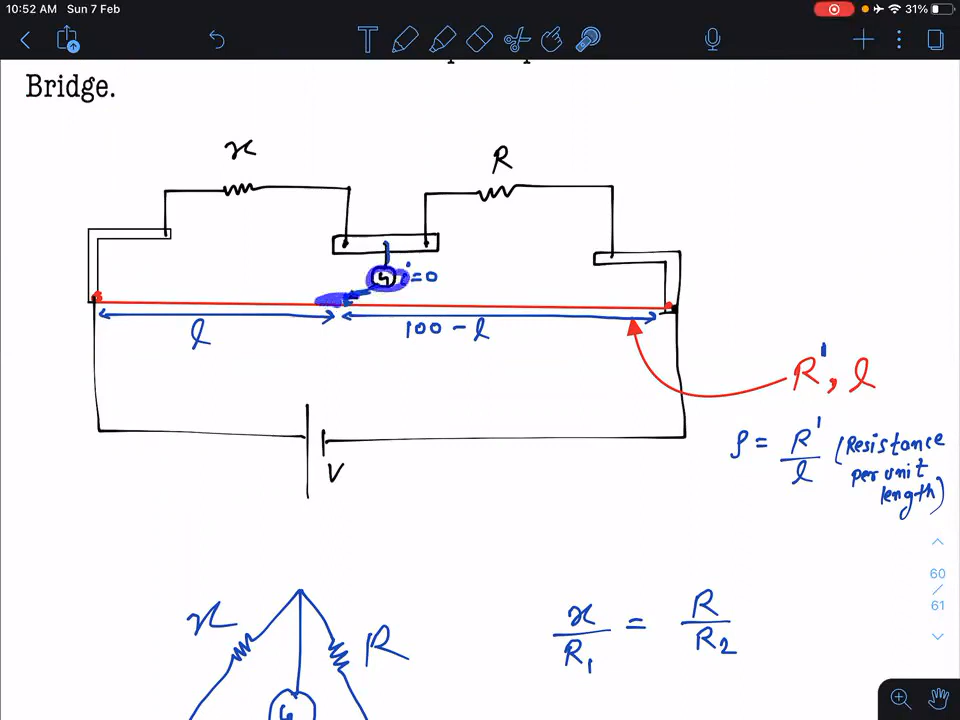 10:52 AM Sun 7 Feb
31%
T
Bridge.
x
R
G i=0
l
100 - l
R', l
V
ρ = R'/l (Resistance
per unit
length)
60
/
61
x
R
x/R₁ = R/R₂
G